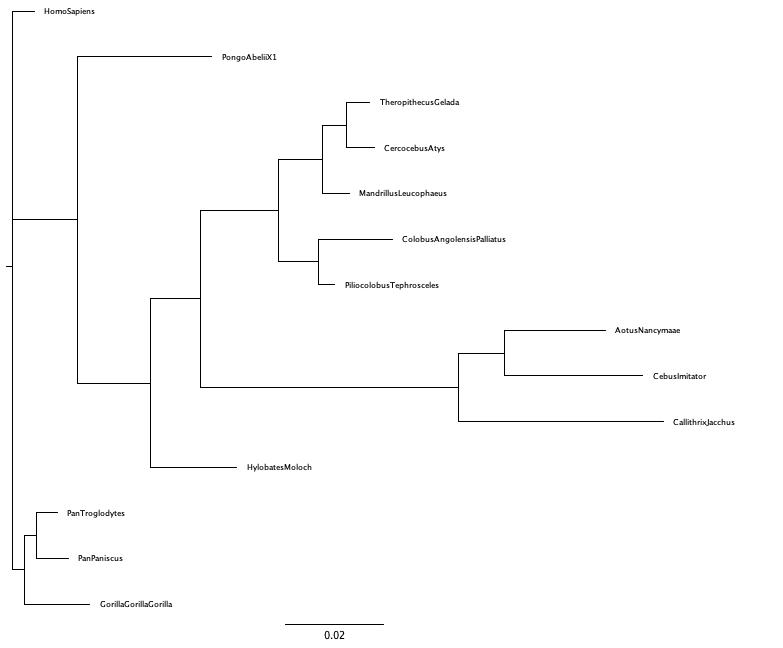 HomoSapiens
PongoAbeliiX1
TheropithecusGelada
CercocebusAtys
MandrillusLeucophaeus
ColobusAngolensisPalliatus
PiliocolobusTephrosceles
AotusNancymaae
CebusImitator
CallithrixJacchus
HylobatesMoloch
PanTroglodytes
PanPaniscus
GorillaGorillaGorilla
0.02